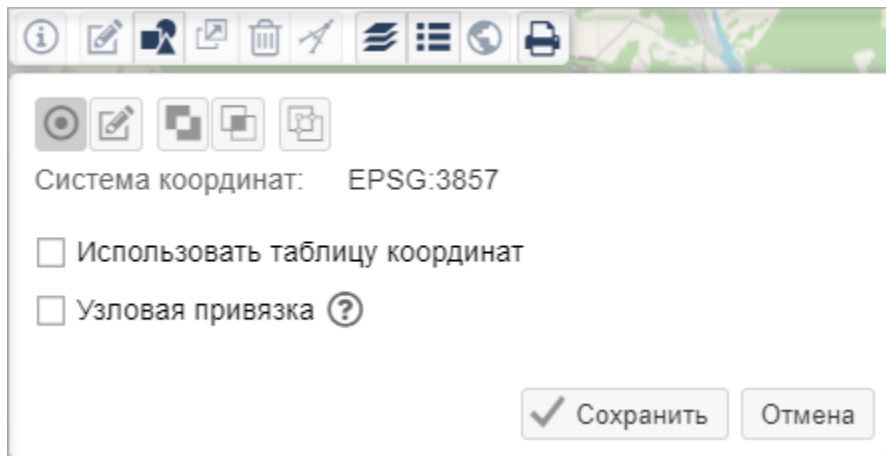 Система координат: EPSG:3857
Использовать таблицу координат
Узловая привязка ?
Сохранить Отмена